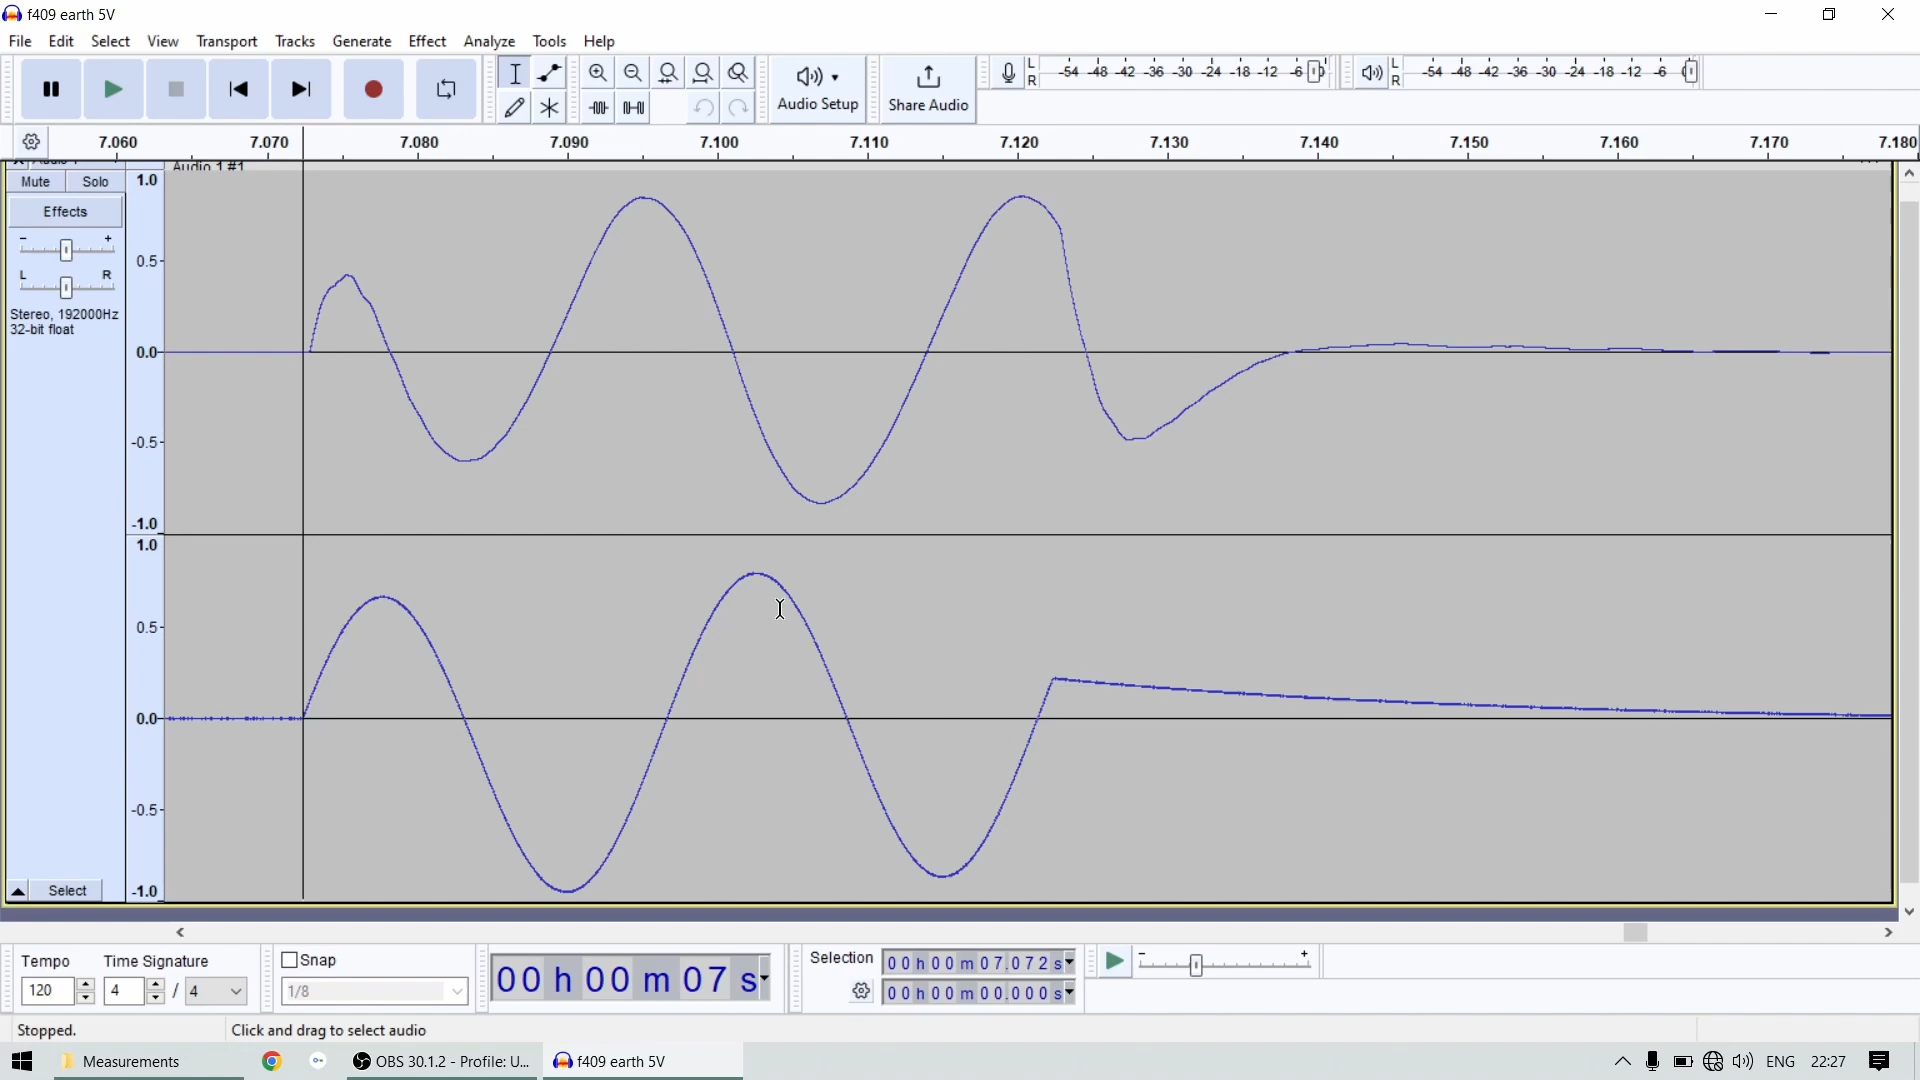 f409 earth 5V
File Edit Select View Transport Tracks Generate Effect Analyze Tools Help
Audio Setup
Share Audio
L
R
-54 -48 -42 -36 -30 -24 -18 -12 -6
L
R
-54 -48 -42 -36 -30 -24 -18 -12 -6
7.060 7.070 7.080 7.090 7.100 7.110 7.120 7.130 7.140 7.150 7.160 7.170 7.180
Audio 1 #1
Mute Solo
Effects
- +
L R
Stereo, 192000Hz
32-bit float
1.0
0.5
0.0
-0.5
-1.0
1.0
0.5
0.0
-0.5
-1.0
Select
Tempo
120
Time Signature
4 / 4
Snap
1/8
00 h 00 m 07 s
Selection
00 h 00 m 07.072 s
00 h 00 m 00.000 s
- +
Stopped.
Click and drag to select audio
Measurements
OBS 30.1.2 - Profile: U...
f409 earth 5V
ENG
22:27